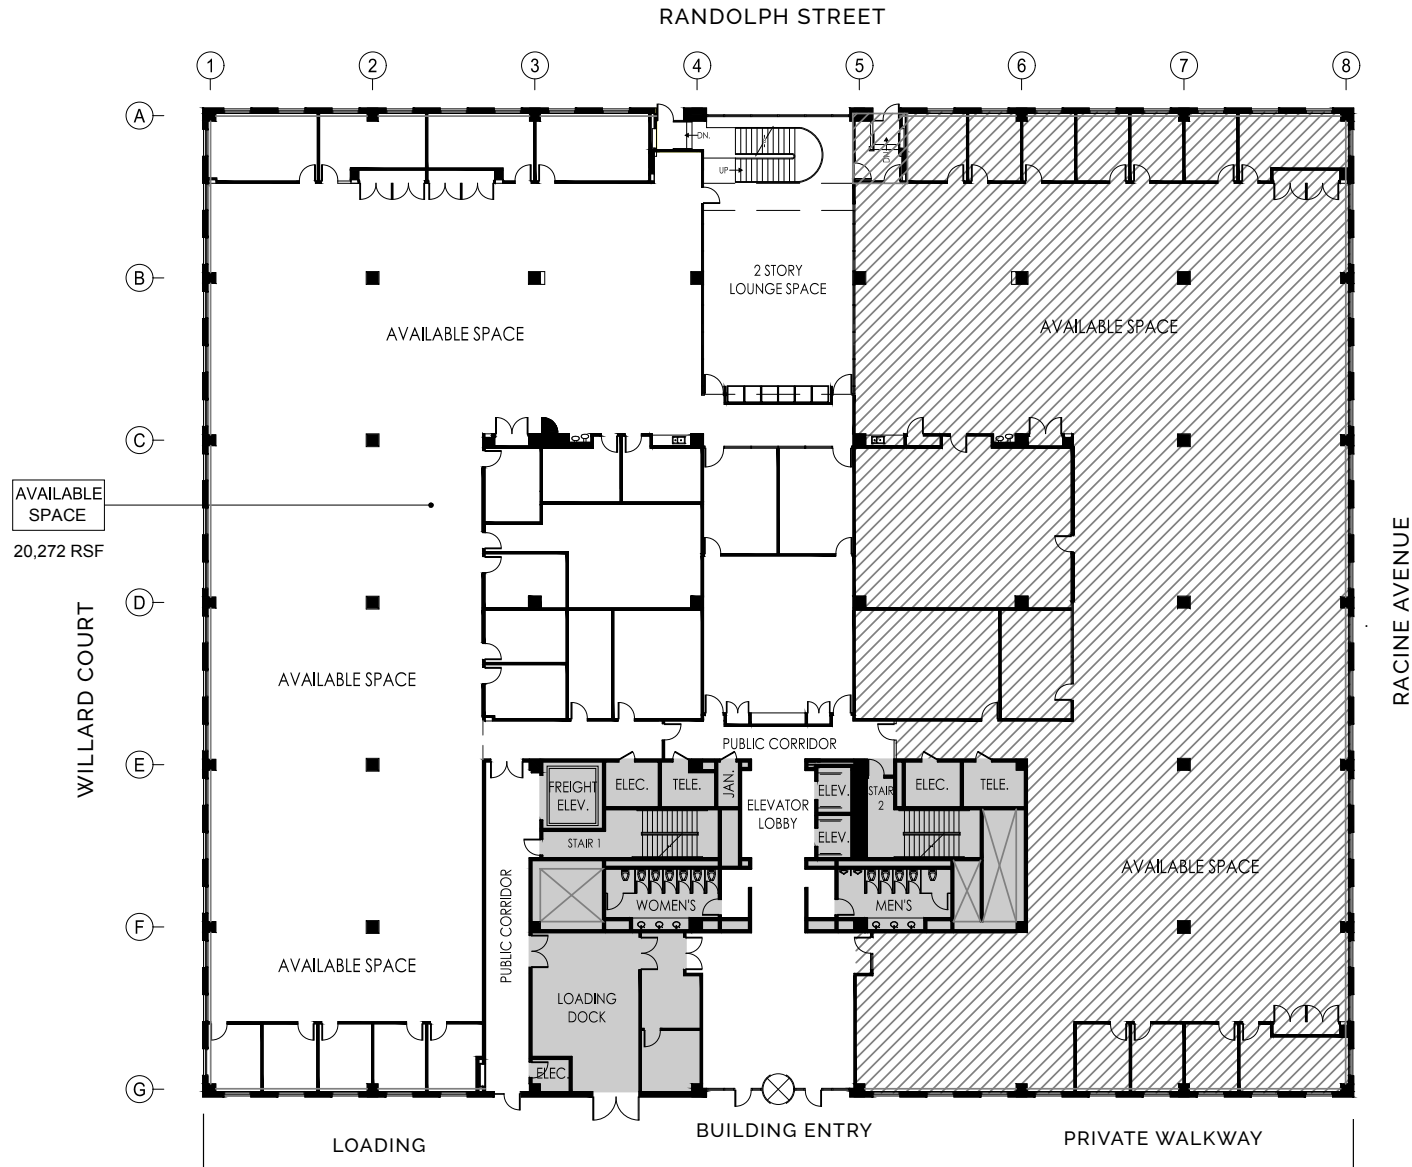 RANDOLPH STREET
1 2 3 4 5 6 7 8
A
DN.
UP
DN.
B
2 STORY
LOUNGE SPACE
AVAILABLE SPACE
AVAILABLE SPACE
C
AVAILABLE
SPACE
20,272 RSF
D
WILLARD COURT
RACINE AVENUE
AVAILABLE SPACE
PUBLIC CORRIDOR
E
FREIGHT
ELEV.
ELEC.
TELE.
JAN.
ELEVATOR
LOBBY
ELEV.
ELEV.
STAIR
2
ELEC.
TELE.
STAIR 1
AVAILABLE SPACE
PUBLIC CORRIDOR
WOMEN'S
MEN'S
F
AVAILABLE SPACE
LOADING
DOCK
ELEC.
G
LOADING
BUILDING ENTRY
PRIVATE WALKWAY